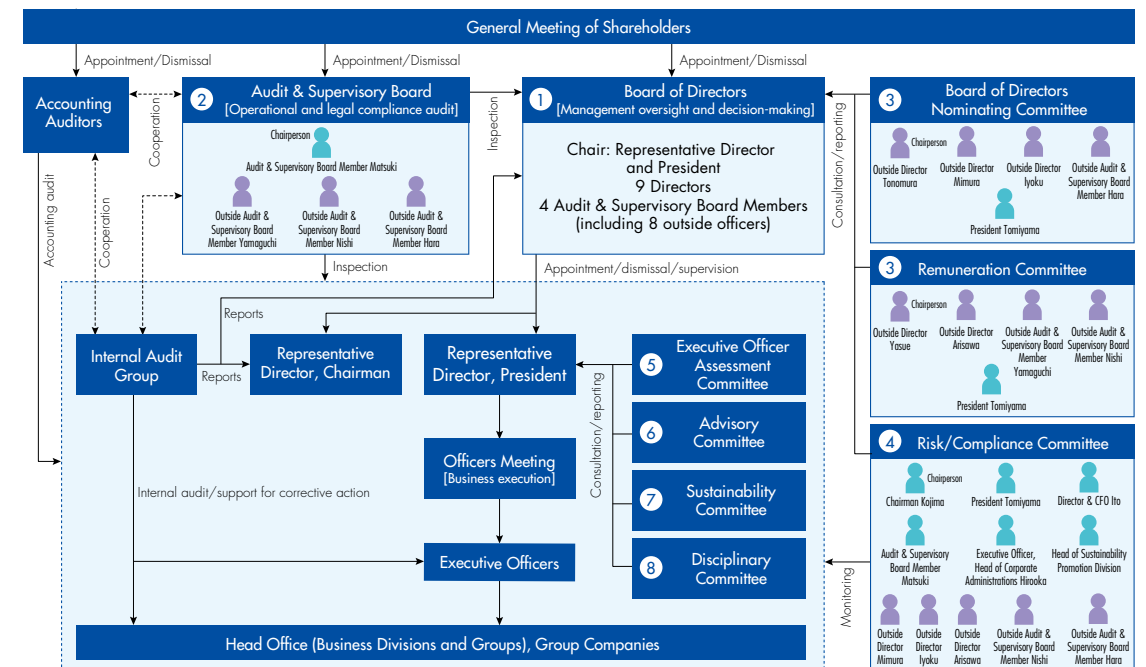 General Meeting of Shareholders
Appointment/Dismissal
Appointment/Dismissal
Appointment/Dismissal
Accounting
Auditors
Cooperation
2
Audit & Supervisory Board
[Operational and legal compliance audit]
Chairperson
Audit & Supervisory Board Member Matsuki
Outside Audit &
Supervisory Board
Member Yamaguchi
Outside Audit &
Supervisory Board
Member Nishi
Outside Audit &
Supervisory Board
Member Hara
Inspection
1
Board of Directors
[Management oversight and decision-making]
Chair: Representative Director
and President
9 Directors
4 Audit & Supervisory Board Members
(including 8 outside officers)
Consultation/reporting
3
Board of Directors
Nominating Committee
Chairperson
Outside Director
Tonomura
Outside Director
Mimura
Outside Director
Iyoku
Outside Audit &
Supervisory Board
Member Hara
President Tomiyama
3
Remuneration Committee
Chairperson
Outside Director
Yasue
Outside Director
Arisawa
Outside Audit &
Supervisory Board
Member
Yamaguchi
Outside Audit &
Supervisory Board
Member Nishi
President Tomiyama
4
Risk/Compliance Committee
Chairperson
Chairman Kojima
President Tomiyama
Director & CFO Ito
Audit & Supervisory
Board Member
Matsuki
Executive Officer,
Head of Corporate
Administrations Hirooka
Head of Sustainability
Promotion Division
Outside
Director
Mimura
Outside
Director
Iyoku
Outside
Director
Arisawa
Outside Audit &
Supervisory Board
Member Nishi
Outside Audit &
Supervisory Board
Member Hara
Monitoring
Accounting audit
Cooperation
Inspection
Appointment/dismissal/supervision
Reports
Internal Audit
Group
Reports
Representative
Director, Chairman
Representative
Director, President
Consultation/reporting
5
Executive Officer
Assessment
Committee
6
Advisory
Committee
7
Sustainability
Committee
8
Disciplinary
Committee
Officers Meeting
[Business execution]
Internal audit/support for corrective action
Executive Officers
Head Office (Business Divisions and Groups), Group Companies